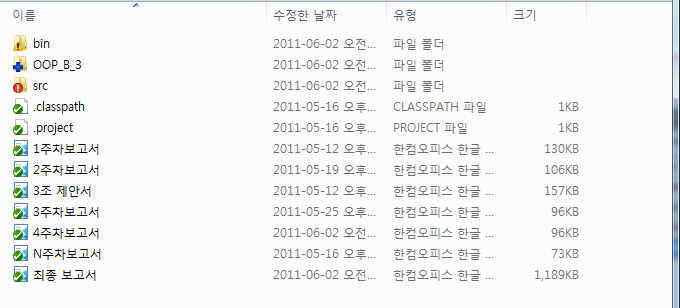 이름 수정한 날짜 유형 크기
bin 2011-06-02 오전... 파일 폴더
OOP_B_3 2011-06-02 오전... 파일 폴더
src 2011-06-02 오전... 파일 폴더
.classpath 2011-05-16 오후... CLASSPATH 파일 1KB
.project 2011-05-16 오후... PROJECT 파일 1KB
1주차보고서 2011-05-12 오후... 한컴오피스 한글 ... 130KB
2주차보고서 2011-05-19 오후... 한컴오피스 한글 ... 106KB
3조 제안서 2011-05-12 오후... 한컴오피스 한글 ... 157KB
3주차보고서 2011-05-25 오후... 한컴오피스 한글 ... 96KB
4주차보고서 2011-06-02 오전... 한컴오피스 한글 ... 96KB
N주차보고서 2011-05-16 오후... 한컴오피스 한글 ... 73KB
최종 보고서 2011-06-02 오전... 한컴오피스 한글 ... 1,189KB